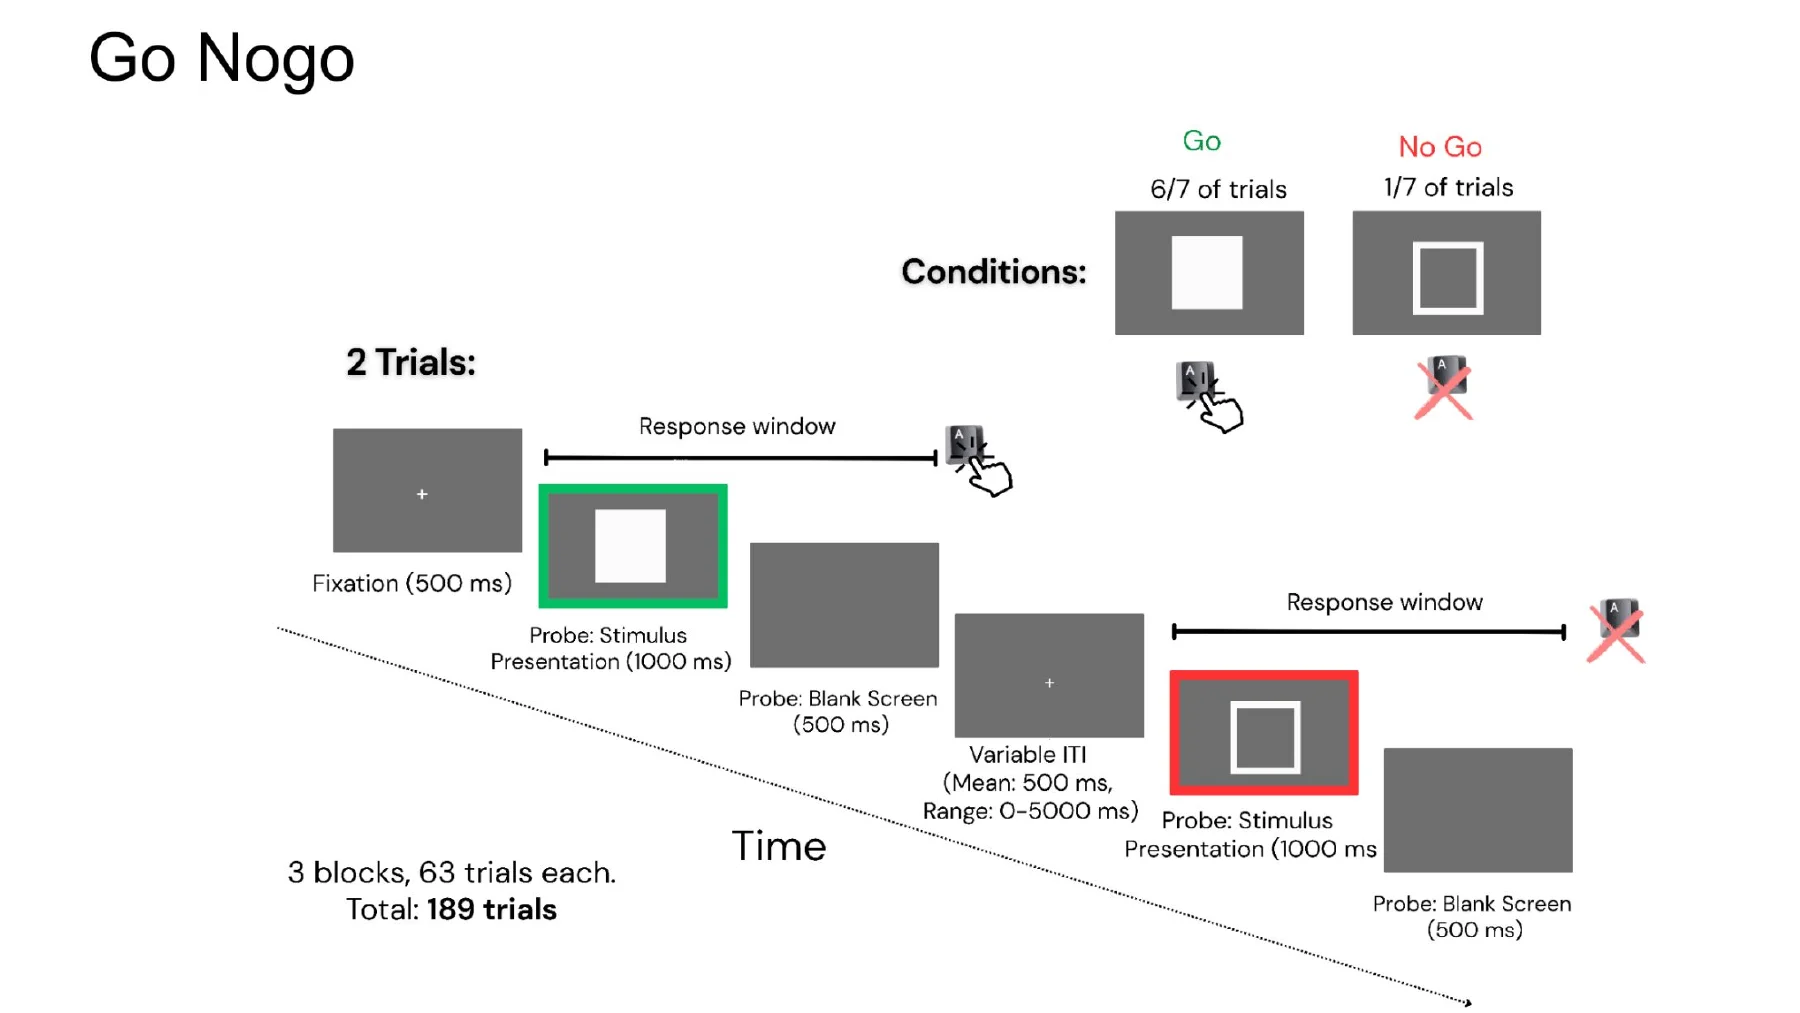 Go Nogo
Go
No Go
6/7 of trials
1/7 of trials
Conditions:
A
A
2 Trials:
Response window
A
Fixation (500 ms)
Probe: Stimulus
Presentation (1000 ms)
Probe: Blank Screen
(500 ms)
Variable ITI
(Mean: 500 ms,
Range: 0-5000 ms)
Response window
A
Probe: Stimulus
Presentation (1000 ms
Probe: Blank Screen
(500 ms)
Time
3 blocks, 63 trials each.
Total: 189 trials